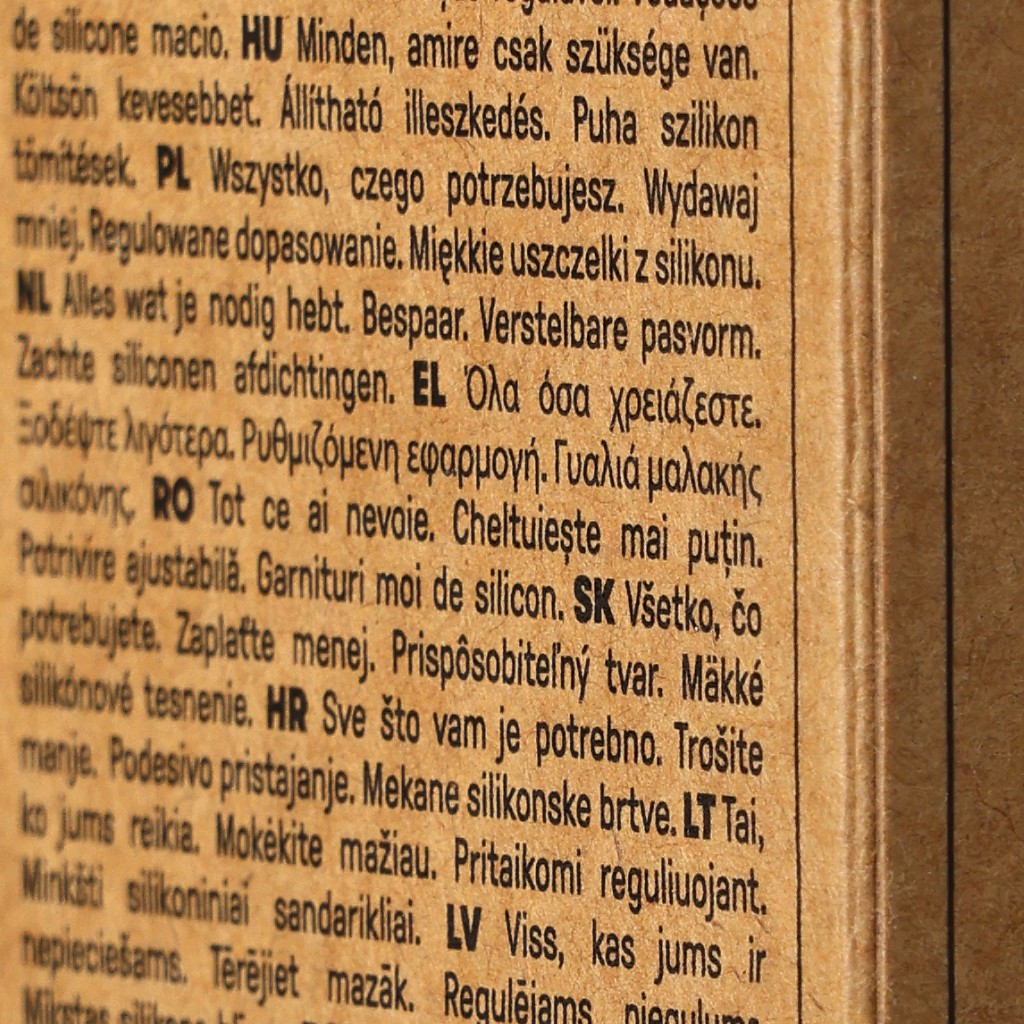 de silicone macio. HU Minden, amire csak szüksége van.
Költsön kevesebbet. Állítható illeszkedés. Puha szilikon
tömítések. PL Wszystko, czego potrzebujesz. Wydawaj
mniej. Regulowane dopasowanie. Miękkie uszczelki z silikonu.
NL Alles wat je nodig hebt. Bespaar. Verstelbare pasvorm.
Zachte siliconen afdichtingen. EL Όλα όσα χρειάζεστε.
Ξοδέψτε λιγότερα. Ρυθμιζόμενη εφαρμογή. Γυαλιά μαλακής
σιλικόνης. RO Tot ce ai nevoie. Cheltuiește mai puțin.
Potrivire ajustabilă. Garnituri moi de silicon. SK Všetko, čo
potrebujete. Zaplaťte menej. Prispôsobiteľný tvar. Mäkké
silikónové tesnenie. HR Sve što vam je potrebno. Trošite
manje. Podesivo pristajanje. Mekane silikonske brtve. LT Tai,
ko jums reikia. Mokėkite mažiau. Pritaikomi reguliuojant.
Minkšti silikoniniai sandarikliai. LV Viss, kas jums ir
nepieciešams. Tērējiet mazāk. Regulējams piegulums